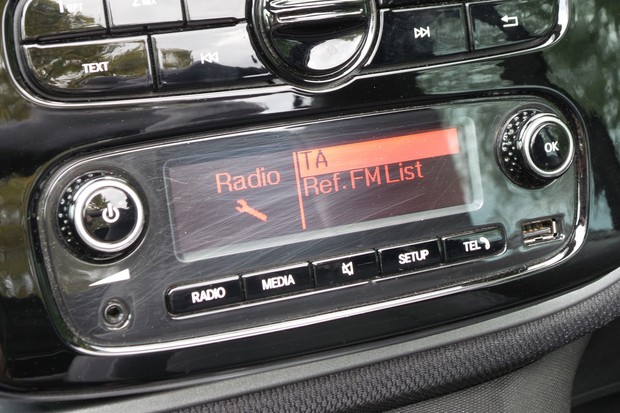 TEXT
TA
Radio
Ref.FM List
OK
RADIO
MEDIA
SETUP
TEL